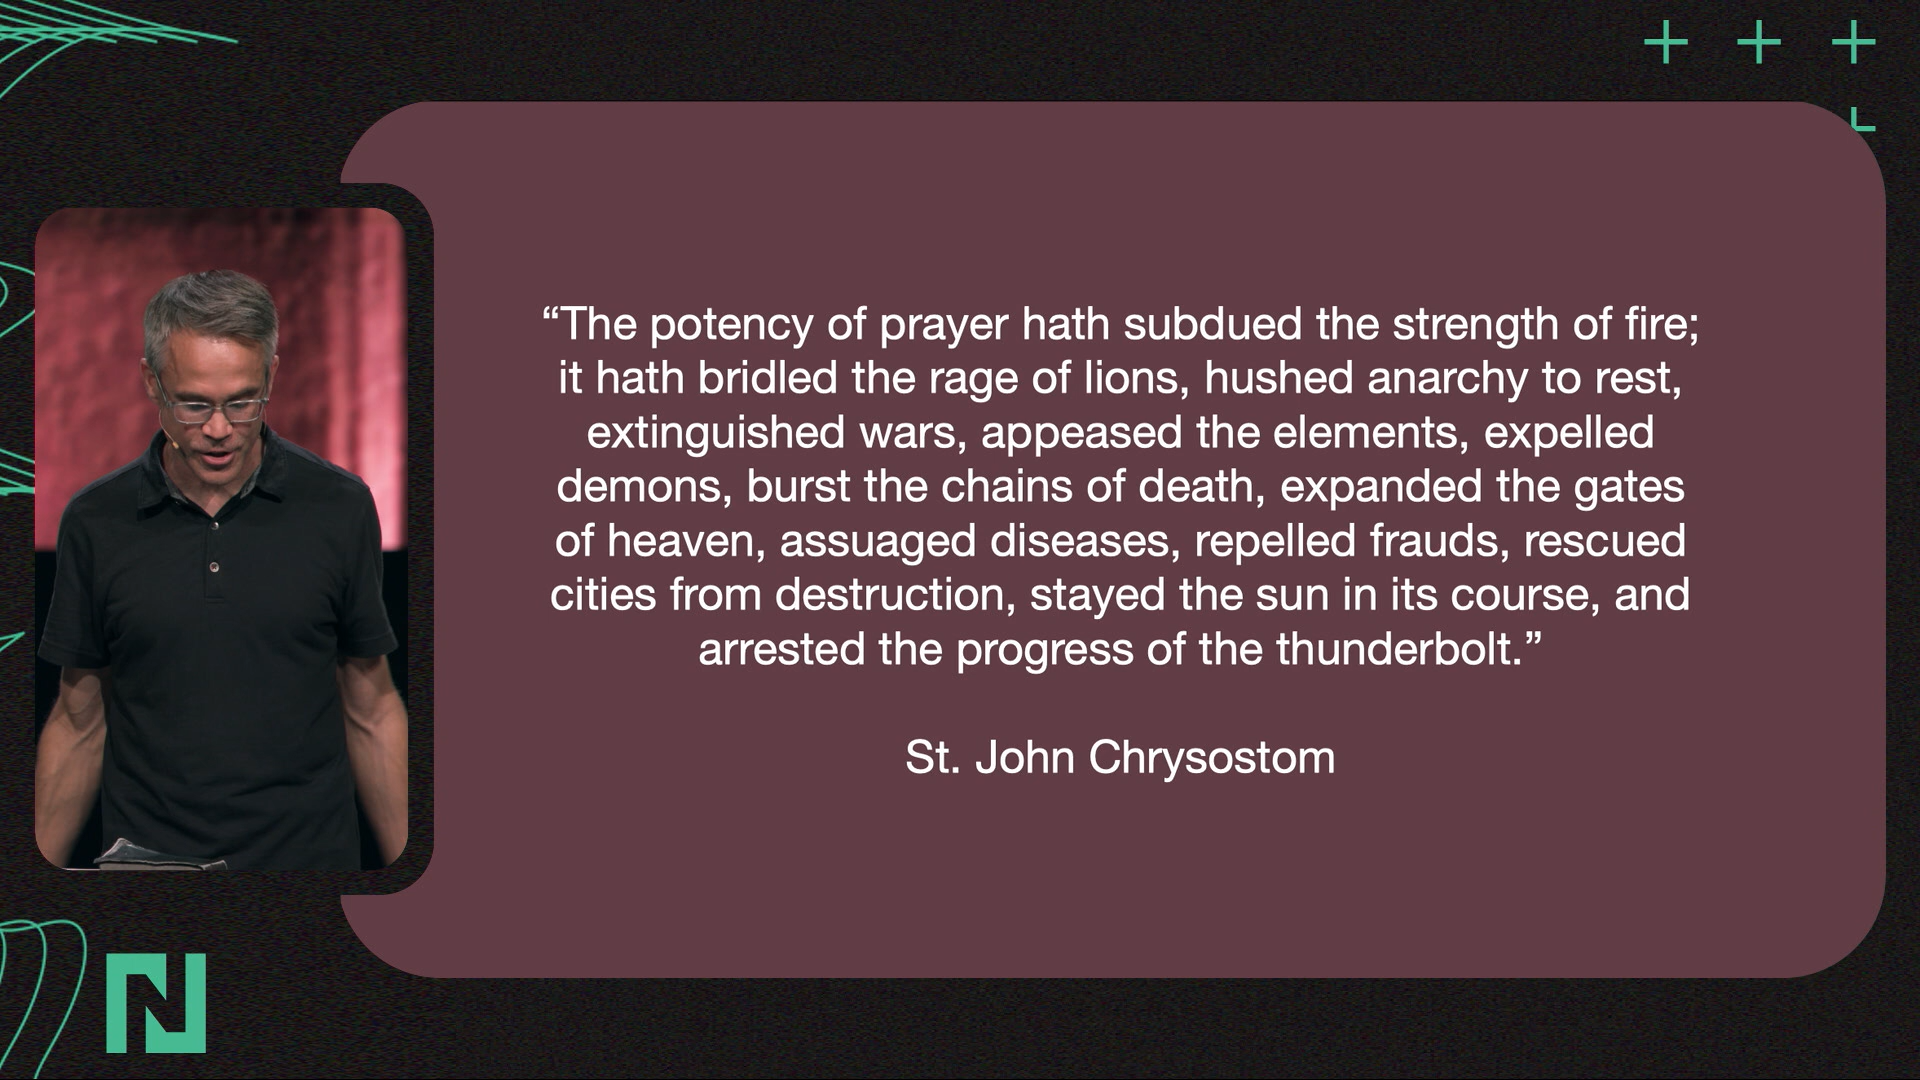 “The potency of prayer hath subdued the strength of fire;
it hath bridled the rage of lions, hushed anarchy to rest,
extinguished wars, appeased the elements, expelled
demons, burst the chains of death, expanded the gates
of heaven, assuaged diseases, repelled frauds, rescued
cities from destruction, stayed the sun in its course, and
arrested the progress of the thunderbolt.”
St. John Chrysostom
N